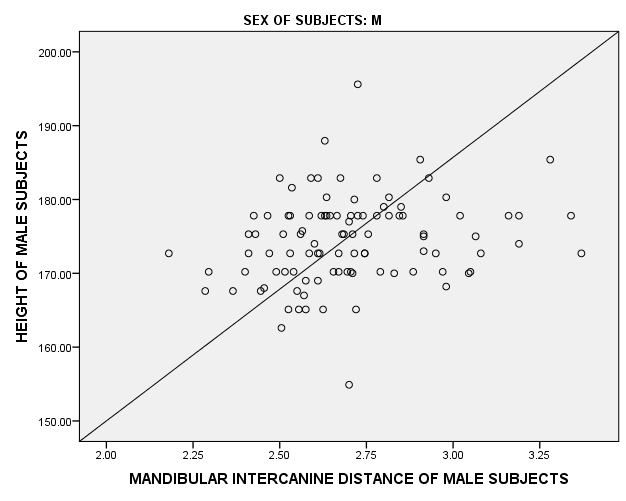 SEX OF SUBJECTS: M
200.00
190.00
180.00
170.00
160.00
150.00
HEIGHT OF MALE SUBJECTS
2.00 2.25 2.50 2.75 3.00 3.25
MANDIBULAR INTERCANINE DISTANCE OF MALE SUBJECTS